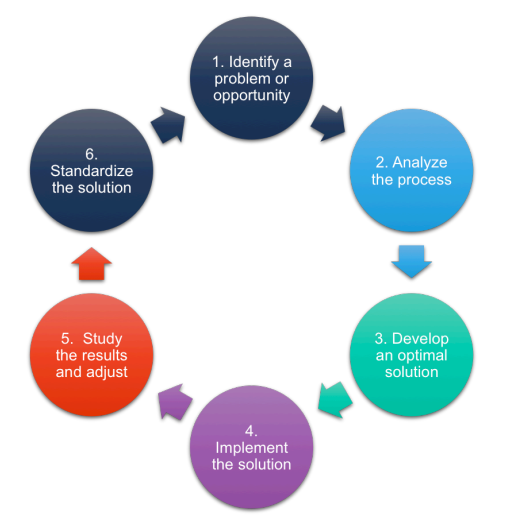 1. Identify a
problem or
opportunity
2. Analyze
the process
3. Develop
an optimal
solution
4.
Implement
the solution
5.  Study
the results
and adjust
6.
Standardize
the solution